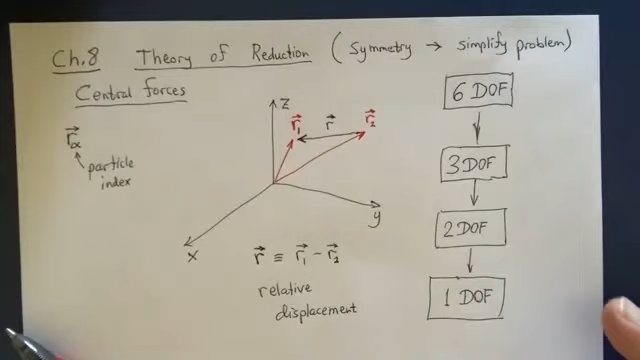 Ch.8 Theory of Reduction (Symmetry → simplify problem)
Central forces
r⃗α
particle
index
z
r⃗1
r⃗
r⃗2
y
x
r⃗ ≡ r⃗1 − r⃗2
relative
displacement
6 DOF
3 DOF
2 DOF
1 DOF